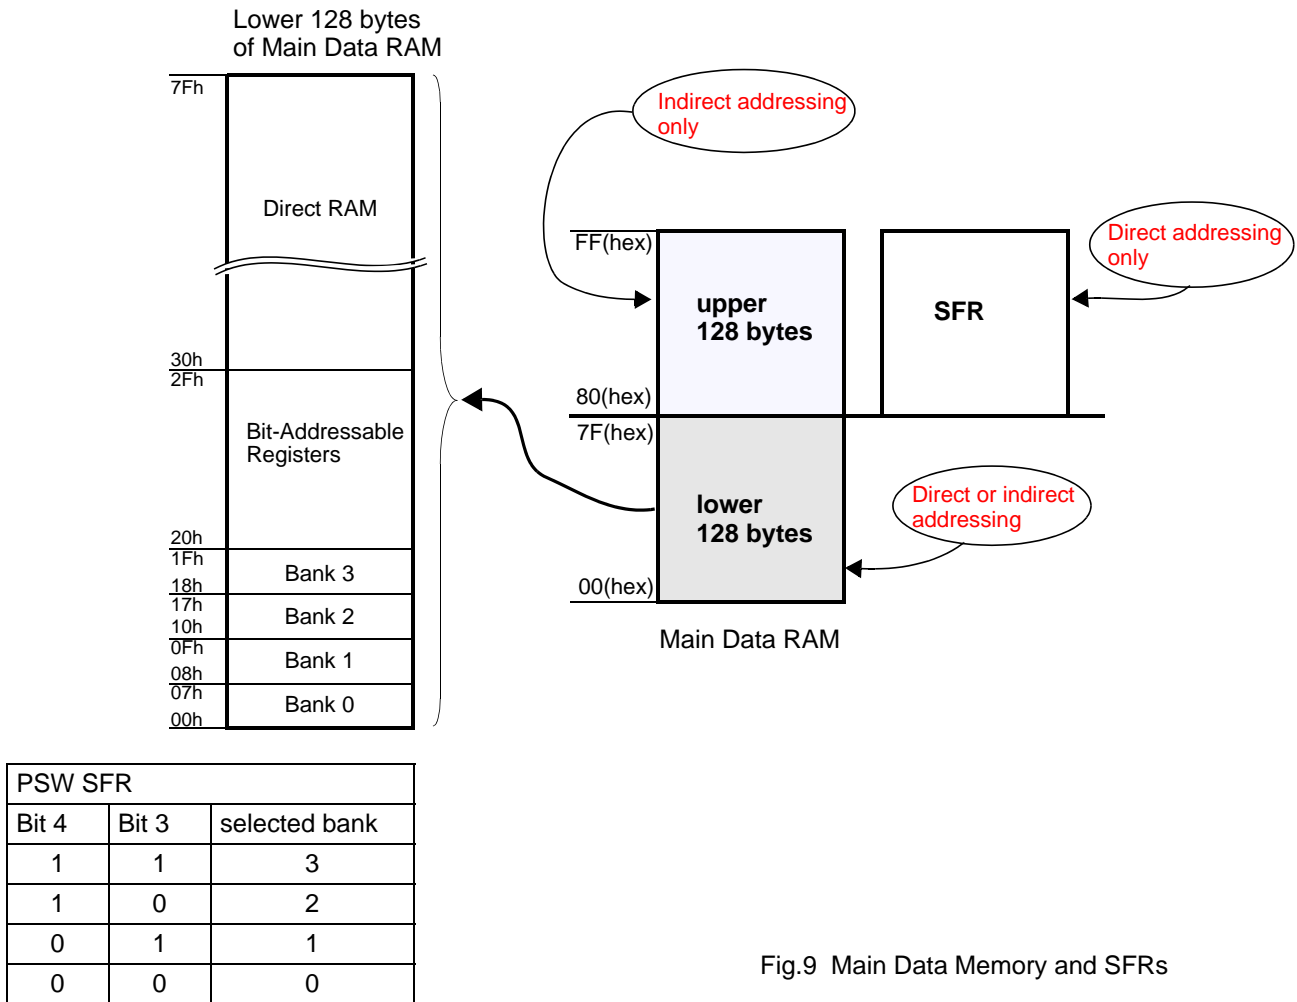 Lower 128 bytes
of Main Data RAM
7Fh
Direct RAM
30h
2Fh
Bit-Addressable
Registers
20h
1Fh
Bank 3
18h
17h
Bank 2
10h
0Fh
Bank 1
08h
07h
Bank 0
00h
Indirect addressing
only
FF(hex)
upper
128 bytes
80(hex)
7F(hex)
lower
128 bytes
00(hex)
Main Data RAM
SFR
Direct addressing
only
Direct or indirect
addressing
PSW SFR
Bit 4 Bit 3 selected bank
1 1 3
1 0 2
0 1 1
0 0 0
Fig.9 Main Data Memory and SFRs